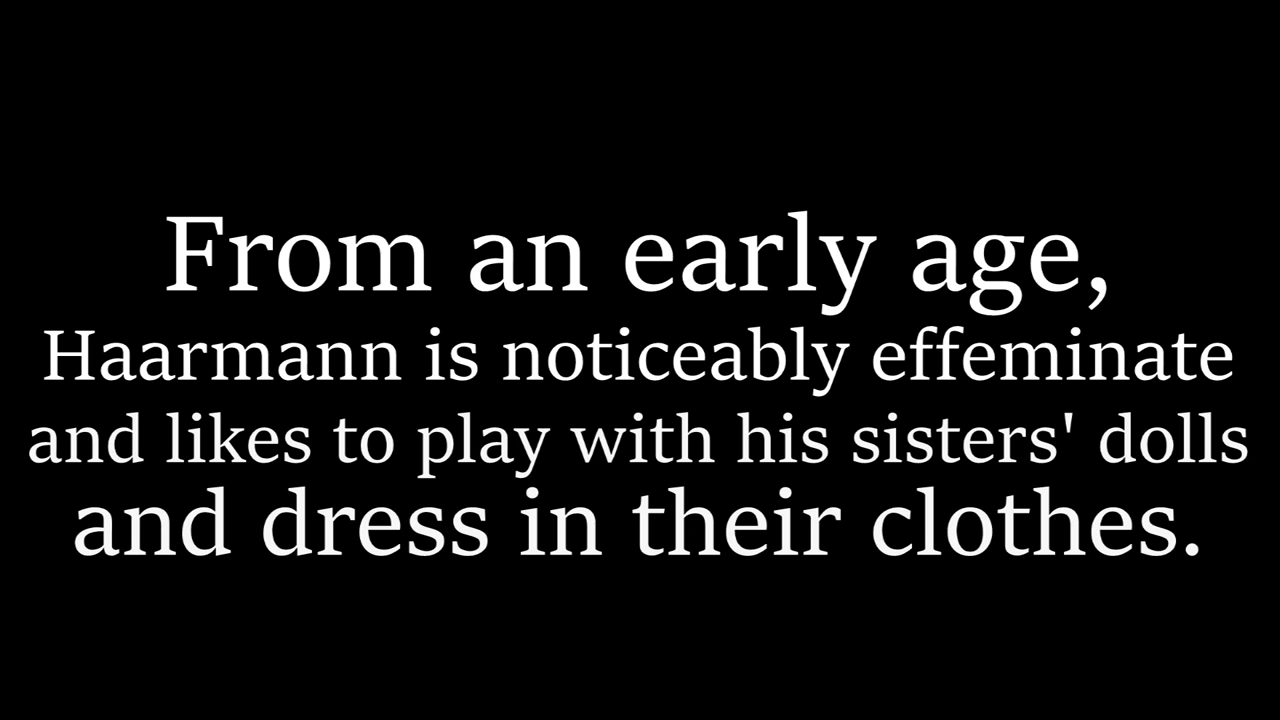 From an early age,
Haarmann is noticeably effeminate
and likes to play with his sisters' dolls
and dress in their clothes.